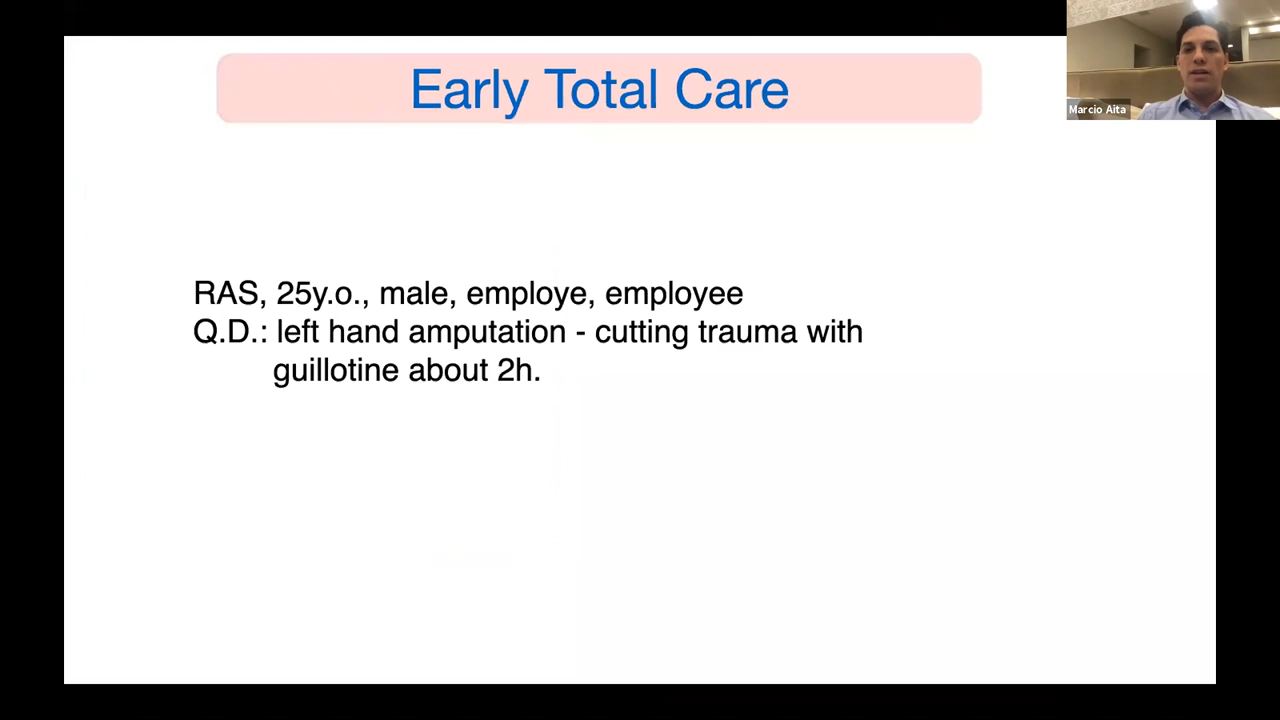 Early Total Care
Marcio Aita
RAS, 25y.o., male, employe, employee
Q.D.: left hand amputation - cutting trauma with
guillotine about 2h.